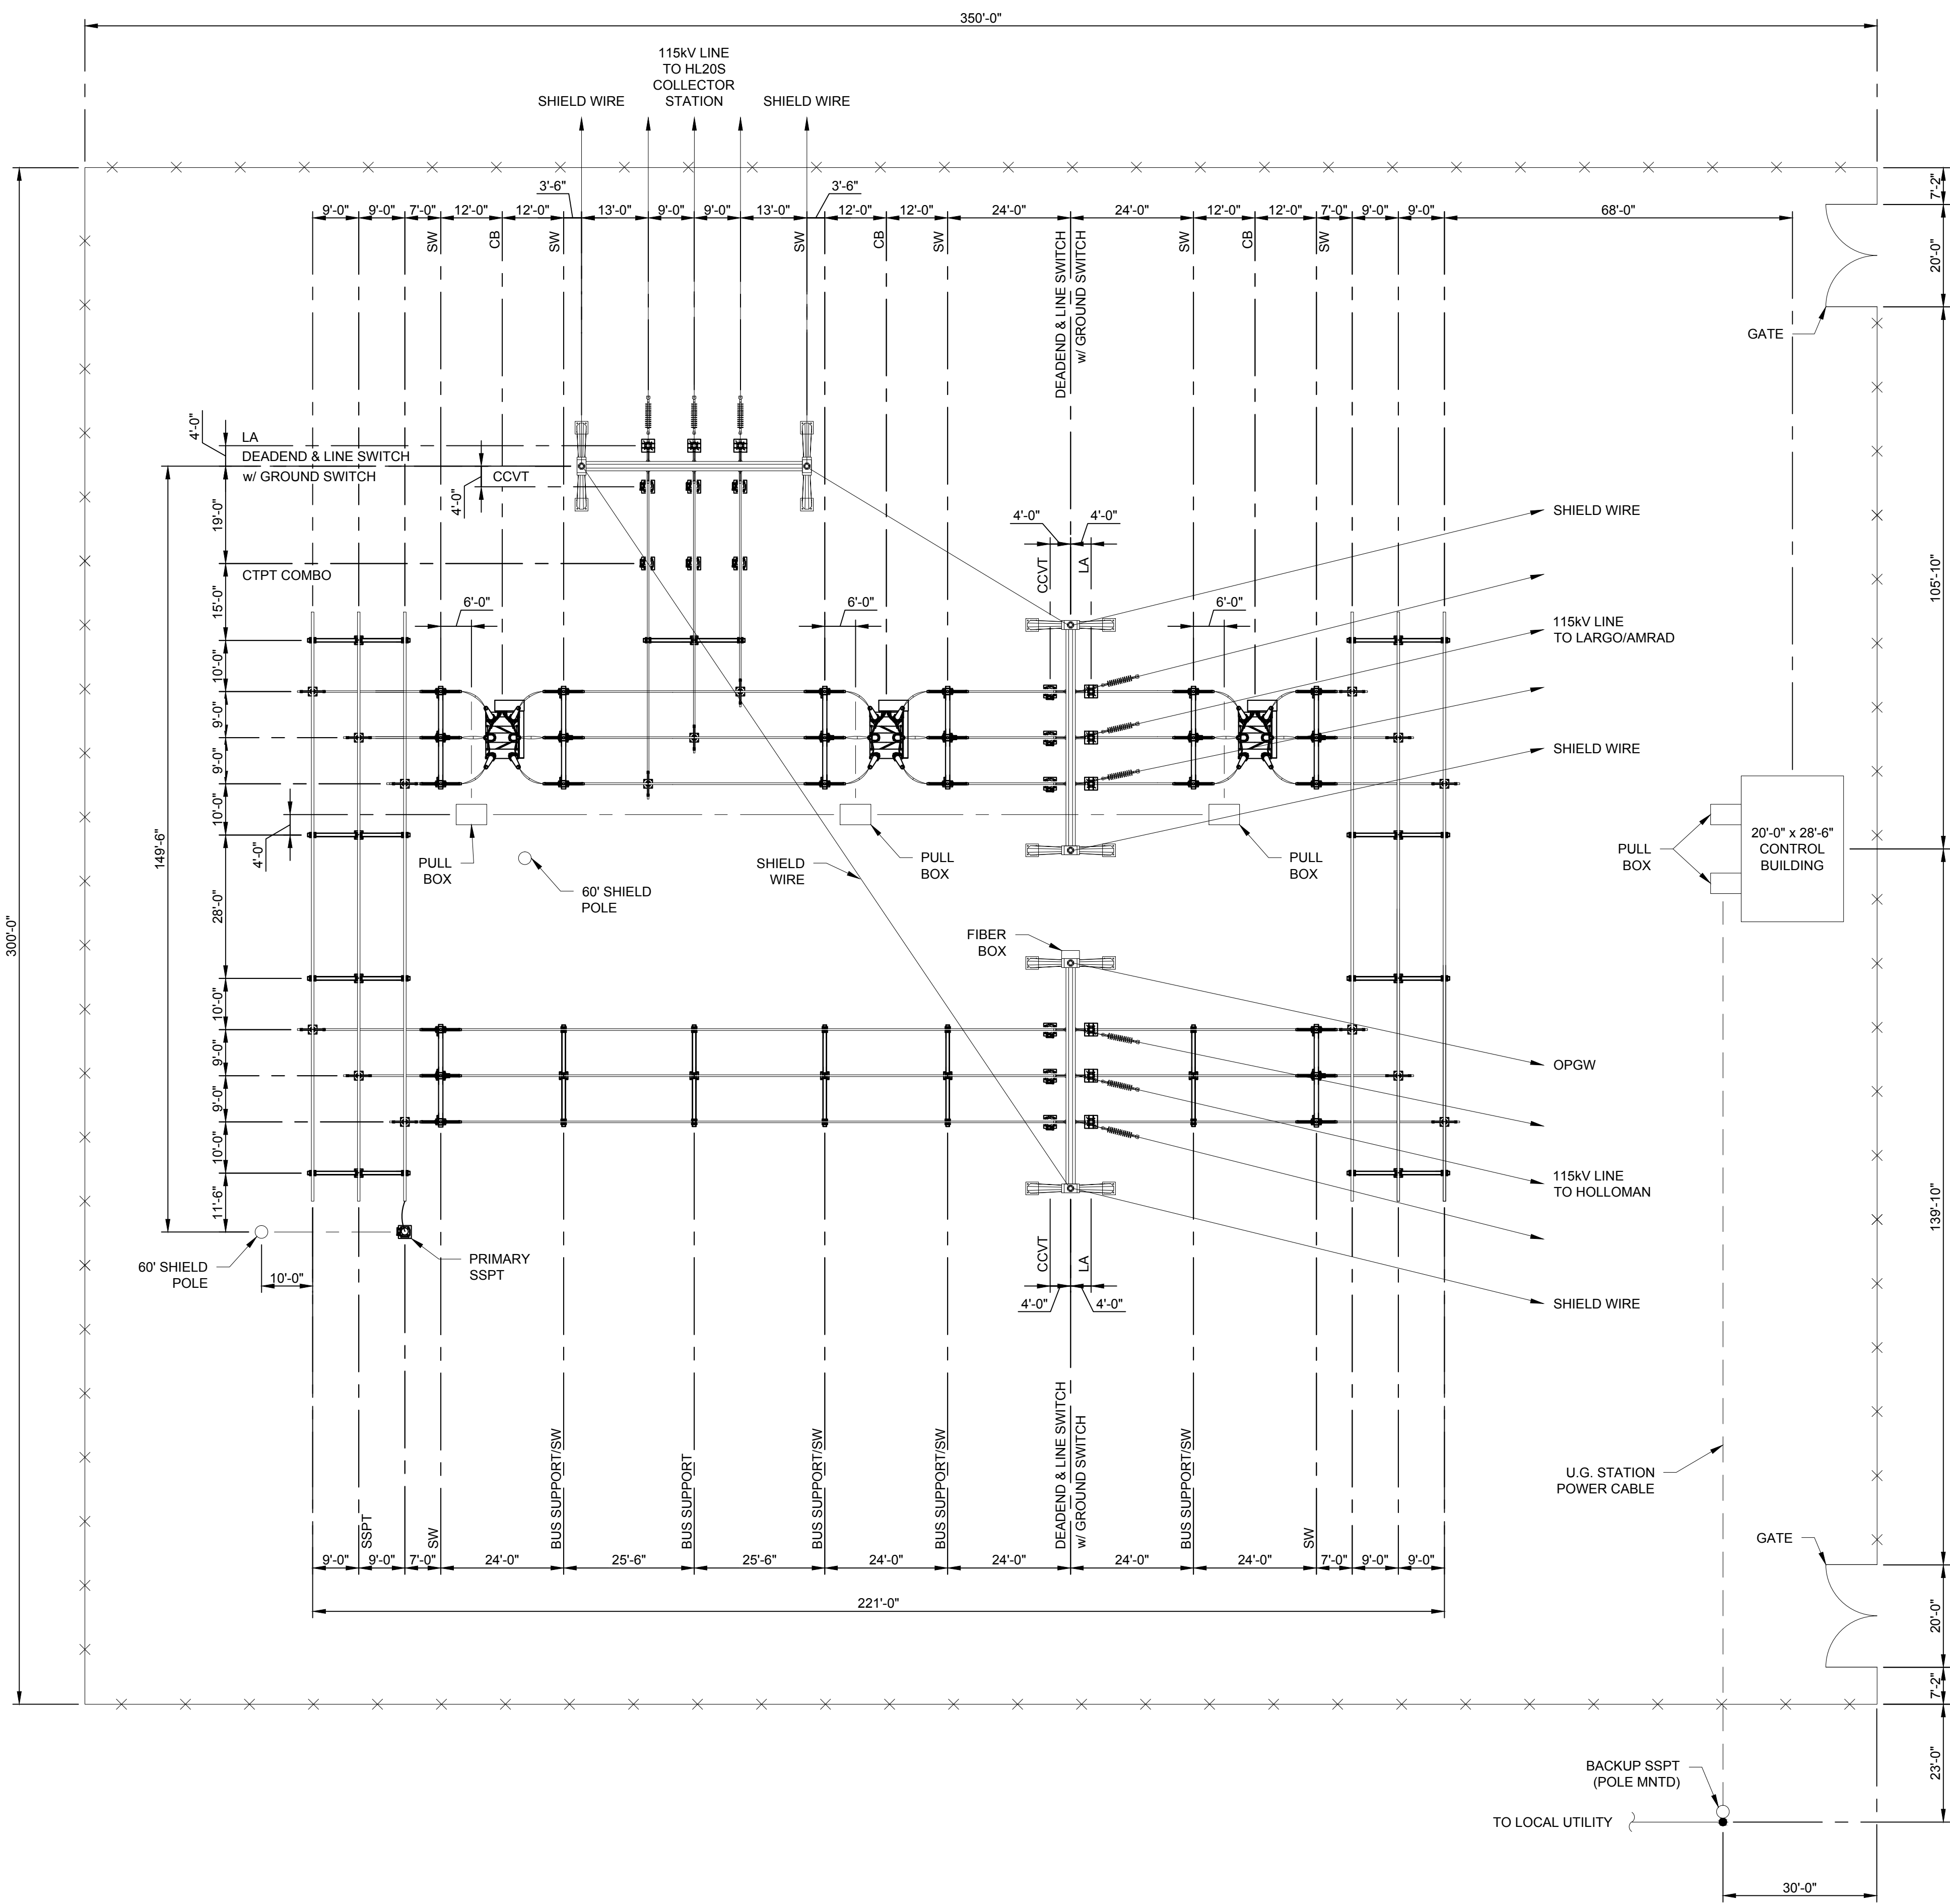 350'-0"
115kV LINE
TO HL20S
COLLECTOR
STATION
SHIELD WIRE
SHIELD WIRE
3'-6"
3'-6"
9'-0"
9'-0"
7'-0"
12'-0"
12'-0"
13'-0"
9'-0"
9'-0"
13'-0"
12'-0"
12'-0"
24'-0"
24'-0"
12'-0"
12'-0"
7'-0"
9'-0"
9'-0"
68'-0"
7'-2"
20'-0"
SW
CB
SW
SW
CB
SW
DEADEND & LINE SWITCH
w/ GROUND SWITCH
SW
CB
SW
GATE
4'-0"
LA
DEADEND & LINE SWITCH
w/ GROUND SWITCH
CCVT
4'-0"
19'-0"
CTPT COMBO
15'-0"
4'-0"
4'-0"
CCVT
LA
SHIELD WIRE
105'-10"
6'-0"
6'-0"
6'-0"
115kV LINE
TO LARGO/AMRAD
10'-0"
9'-0"
9'-0"
10'-0"
SHIELD WIRE
4'-0"
149'-6"
PULL
BOX
60' SHIELD
POLE
SHIELD
WIRE
PULL
BOX
PULL
BOX
PULL
BOX
20'-0" x 28'-6"
CONTROL
BUILDING
300'-0"
28'-0"
FIBER
BOX
10'-0"
9'-0"
9'-0"
10'-0"
11'-6"
OPGW
115kV LINE
TO HOLLOMAN
139'-10"
60' SHIELD
POLE
10'-0"
PRIMARY
SSPT
CCVT
LA
4'-0"
4'-0"
SHIELD WIRE
SSPT
SW
BUS SUPPORT/SW
BUS SUPPORT
BUS SUPPORT/SW
BUS SUPPORT/SW
DEADEND & LINE SWITCH
w/ GROUND SWITCH
BUS SUPPORT/SW
SW
U.G. STATION
POWER CABLE
GATE
9'-0"
9'-0"
7'-0"
24'-0"
25'-6"
25'-6"
24'-0"
24'-0"
24'-0"
24'-0"
7'-0"
9'-0"
9'-0"
221'-0"
20'-0"
7'-2"
23'-0"
BACKUP SSPT
(POLE MNTD)
TO LOCAL UTILITY
30'-0"